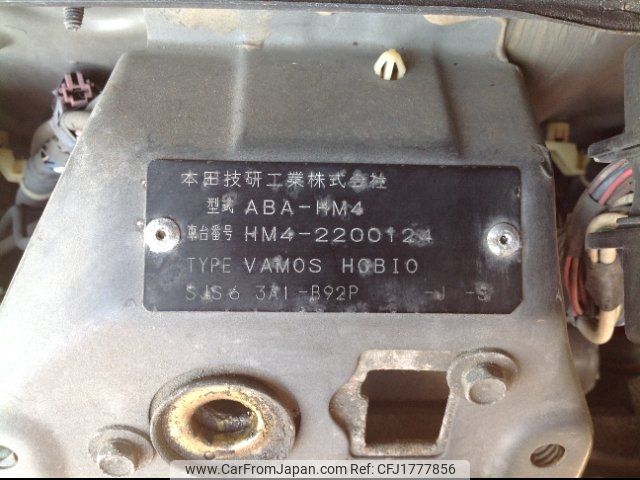 本田技研工業株式会社
型式 ABA-HM4
車台番号 HM4-2200124
TYPE VAMOS HOBIO
SJS6 3A1-B92P -J -S
www.CarFromJapan.com Ref:CFJ1777856